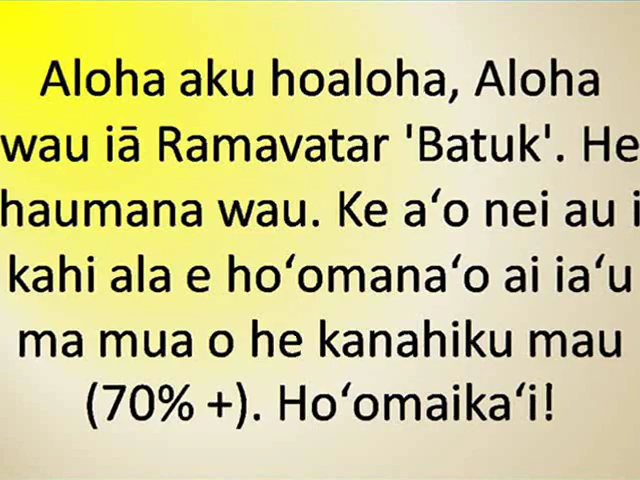 Aloha aku hoaloha, Aloha
wau iā Ramavatar 'Batuk'. He
haumana wau. Ke aʻo nei au i
kahi ala e hoʻomanaʻo ai iaʻu
ma mua o he kanahiku mau
(70% +). Hoʻomaikaʻi!